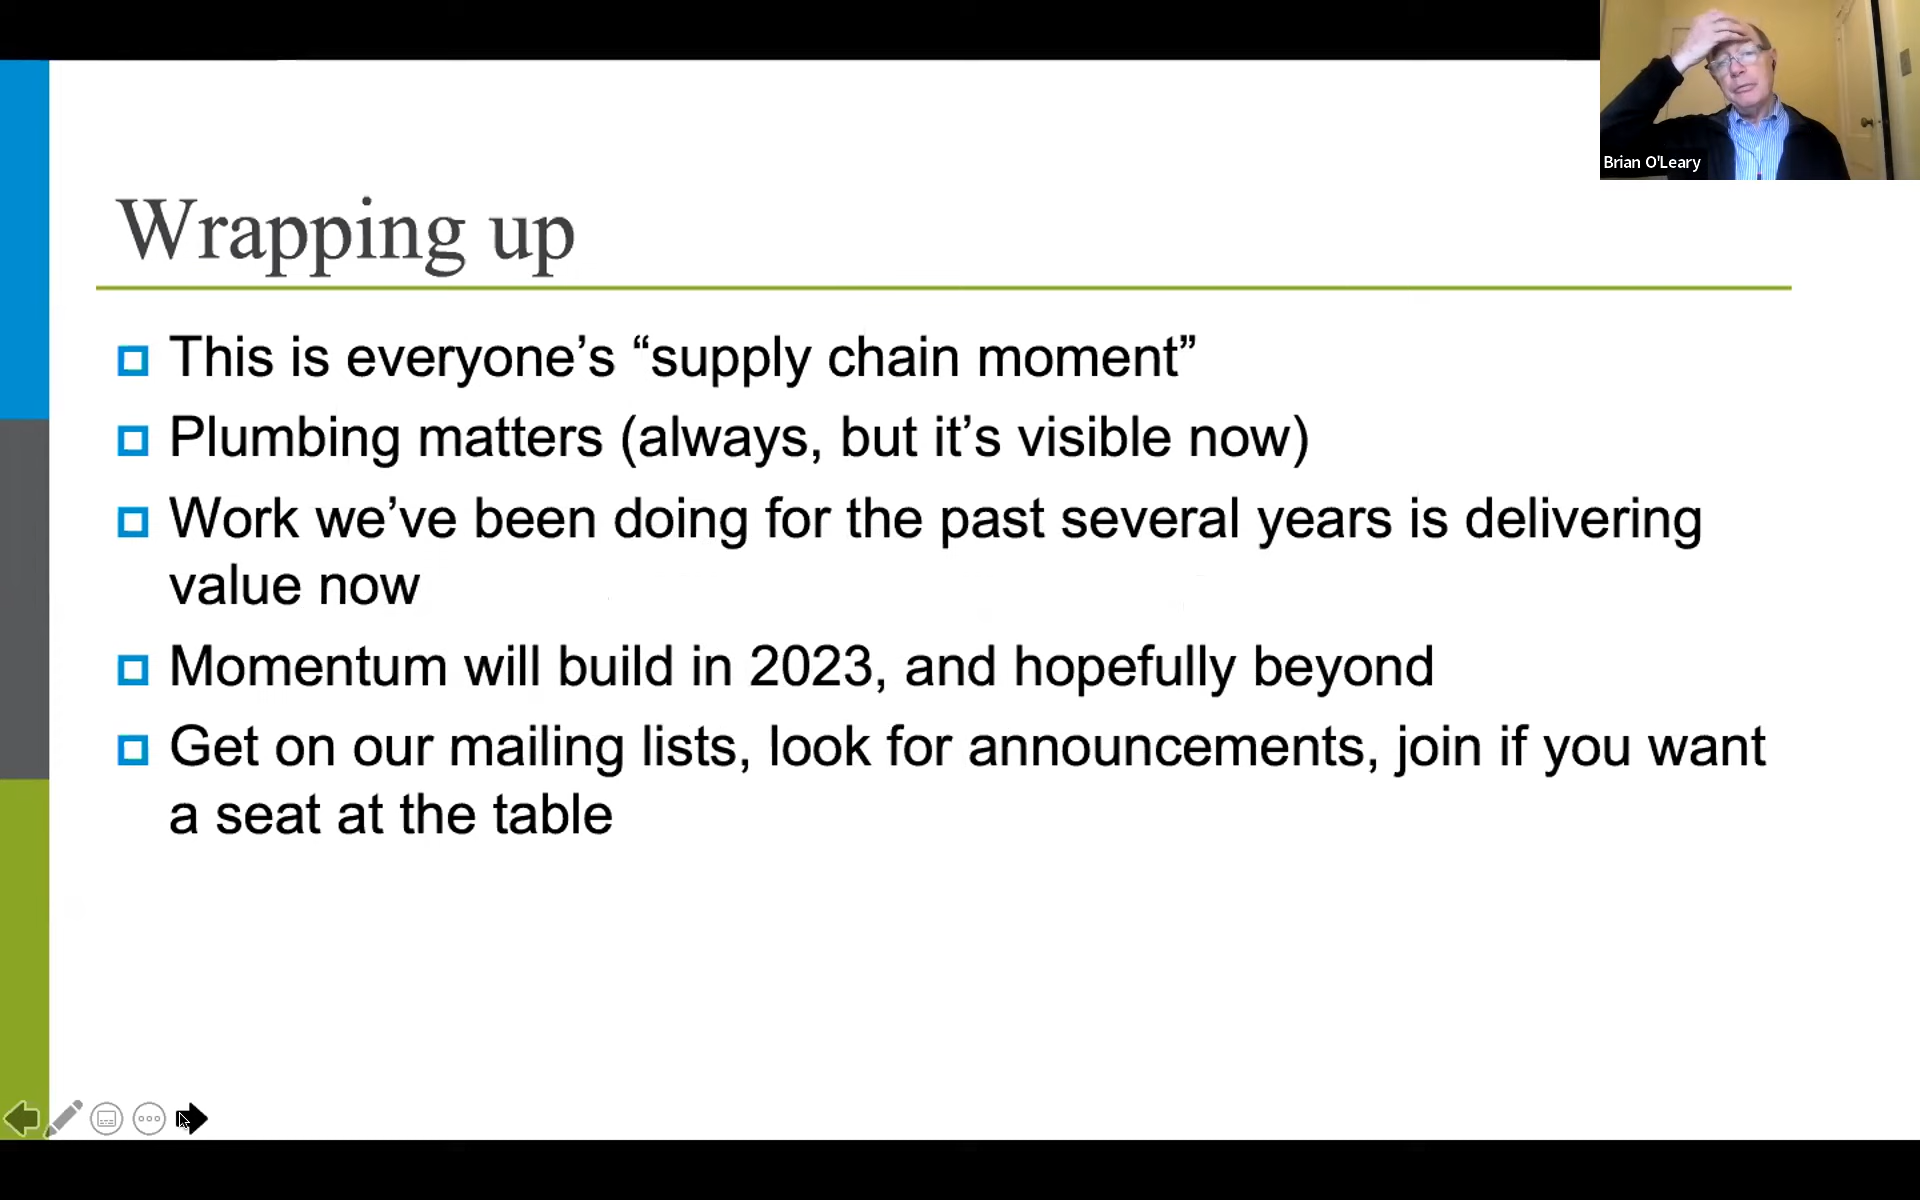 Brian O'Leary
Wrapping up
This is everyone’s “supply chain moment”
Plumbing matters (always, but it’s visible now)
Work we’ve been doing for the past several years is delivering
value now
Momentum will build in 2023, and hopefully beyond
Get on our mailing lists, look for announcements, join if you want
a seat at the table